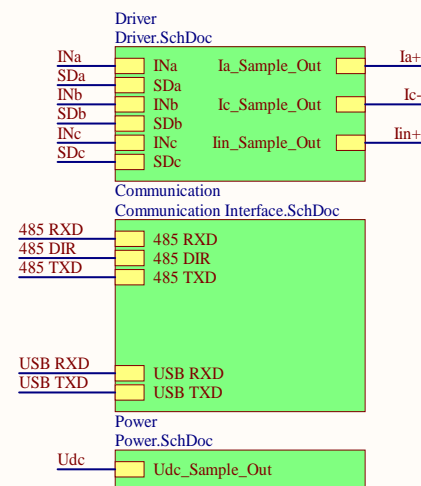 Driver
Driver.SchDoc
INa
INa
Ia_Sample_Out
Ia+
SDa
SDa
INb
INb
Ic_Sample_Out
Ic-
SDb
SDb
INc
INc
Iin_Sample_Out
Iin+
SDc
SDc
Communication
Communication Interface.SchDoc
485 RXD
485 RXD
485 DIR
485 DIR
485 TXD
485 TXD
USB RXD
USB RXD
USB TXD
USB TXD
Power
Power.SchDoc
Udc
Udc_Sample_Out